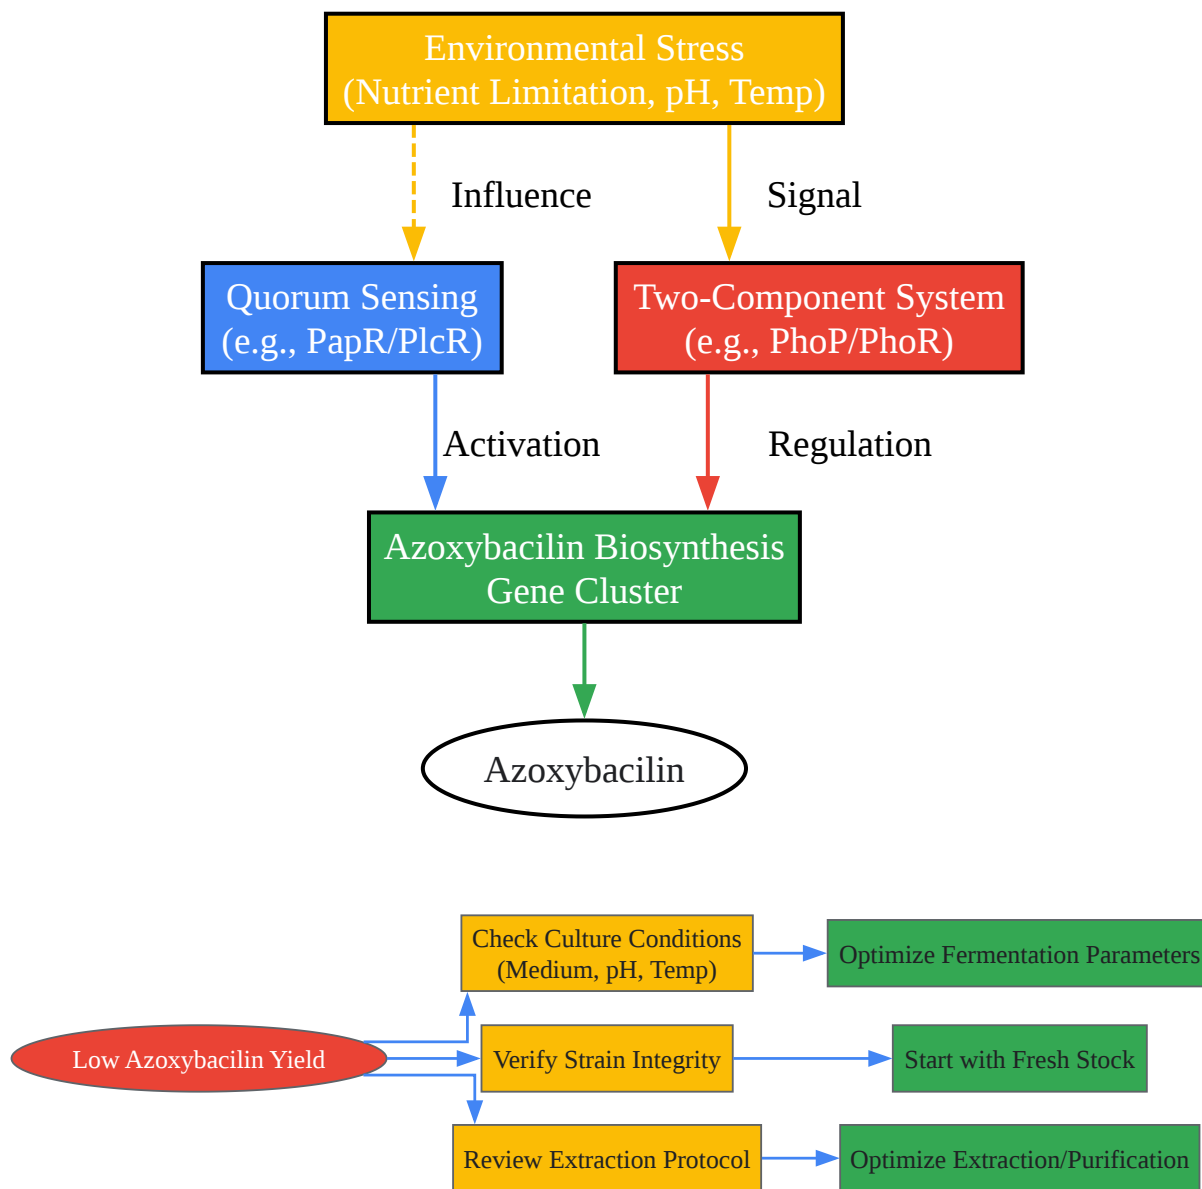 Environmental Stress
(Nutrient Limitation, pH, Temp)
Influence
Signal
Quorum Sensing
(e.g., PapR/PlcR)
Two-Component System
(e.g., PhoP/PhoR)
Activation
Regulation
Azoxybacilin Biosynthesis
Gene Cluster
Azoxybacilin
Check Culture Conditions
(Medium, pH, Temp)
Optimize Fermentation Parameters
Low Azoxybacilin Yield
Verify Strain Integrity
Start with Fresh Stock
Review Extraction Protocol
Optimize Extraction/Purification